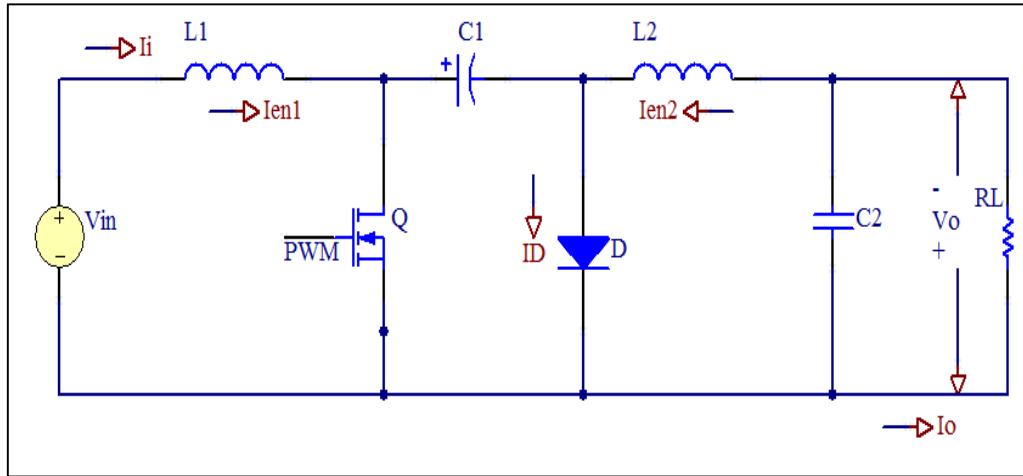 L1
C1
L2
Ii
+
Ien1
Ien2
+
Vin
-
PWM
Q
ID
D
C2
-
Vo
+
RL
Io